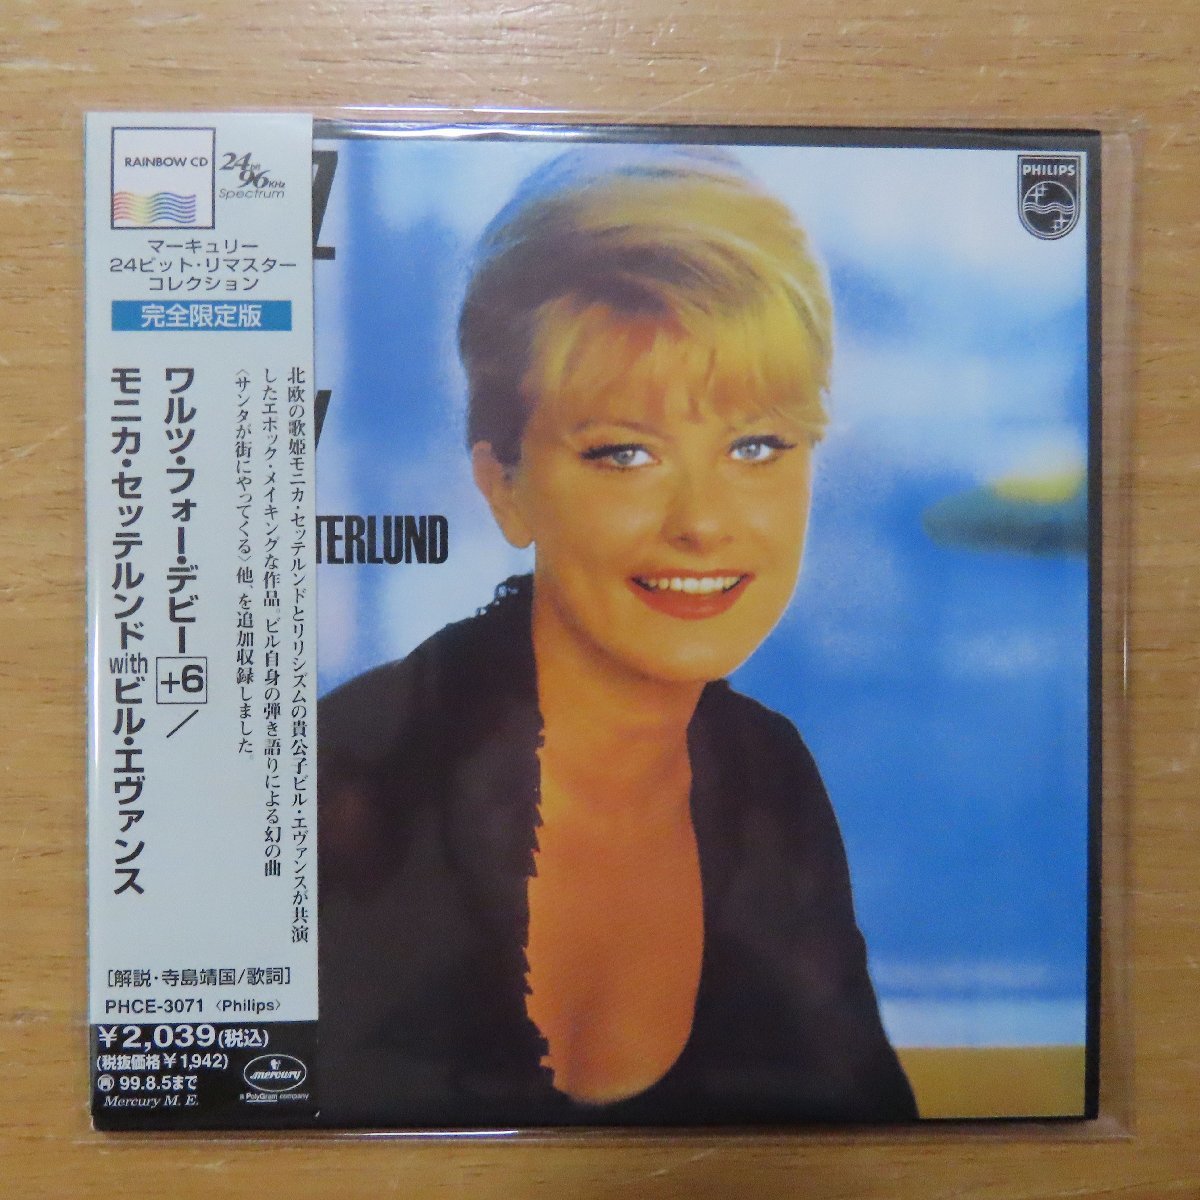 RAINBOW CD
24bit
96KHz
Spectrum
マーキュリー
24ビット・リマスター
コレクション
完全限定版
北欧の歌姫モニカ・セッテルンドとリリシズムの貴公子ビル・エヴァンスが共演
したエポック・メイキングな作品。ビル自身の弾き語りによる幻の曲
〈サンタが街にやってくる〉他、を追加収録しました。
ワルツ・フォー・デビー+6／
モニカ・セッテルンドwithビル・エヴァンス
[解説・寺島靖国/歌詞]
PHCE-3071 〈Philips〉
¥2,039(税込)
(税抜価格¥1,942)
再 99.8.5まで
Mercury M. E.
mercury
a PolyGram company
Z
Y
TERLUND
PHILIPS